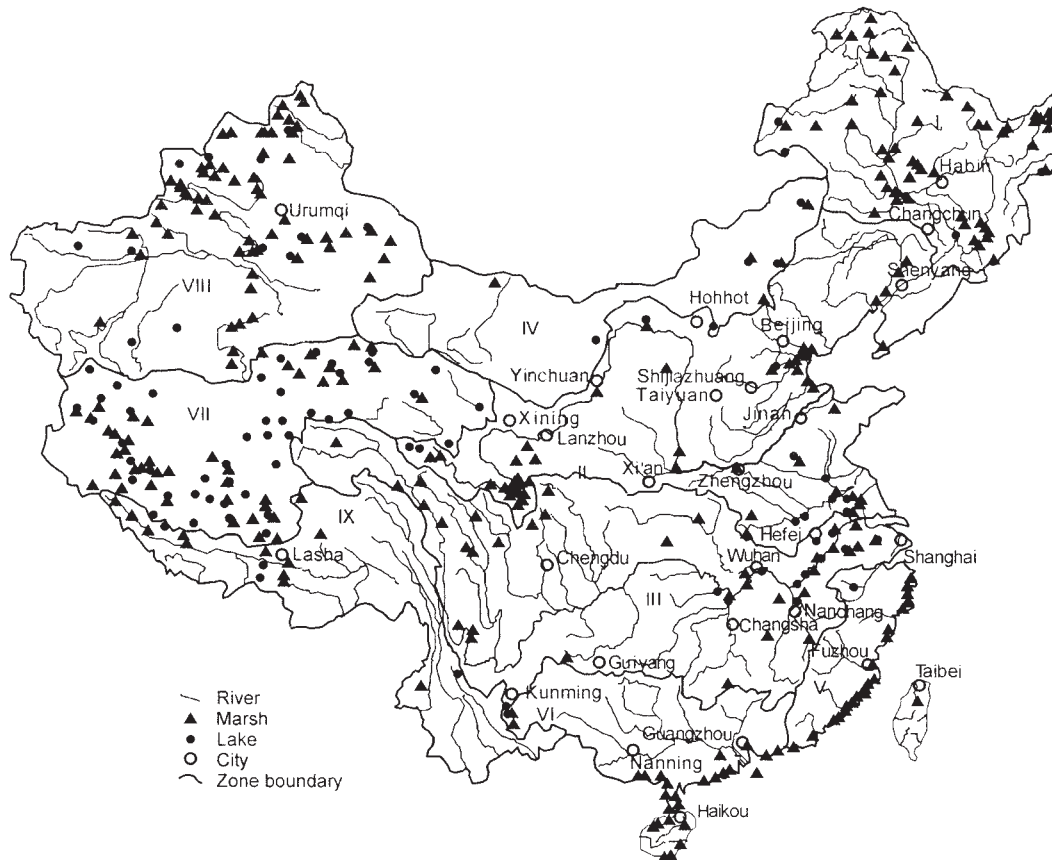 I
Habin
Urumqi
Changchun
Shenyang
VIII
Hohhot
IV
Beijing
Yinchuan
Shijiazhuang
Taiyuan
VII
Xining
Jinan
Lanzhou
II
Xi'an
Zhengzhou
IX
Hefei
Lasha
Wuhan
Shanghai
Chengdu
III
Nanchang
Changsha
Fuzhou
Guiyang
Taibei
River
Kunming
V
Marsh
VI
Lake
Guangzhou
City
Nanning
Zone boundary
Haikou